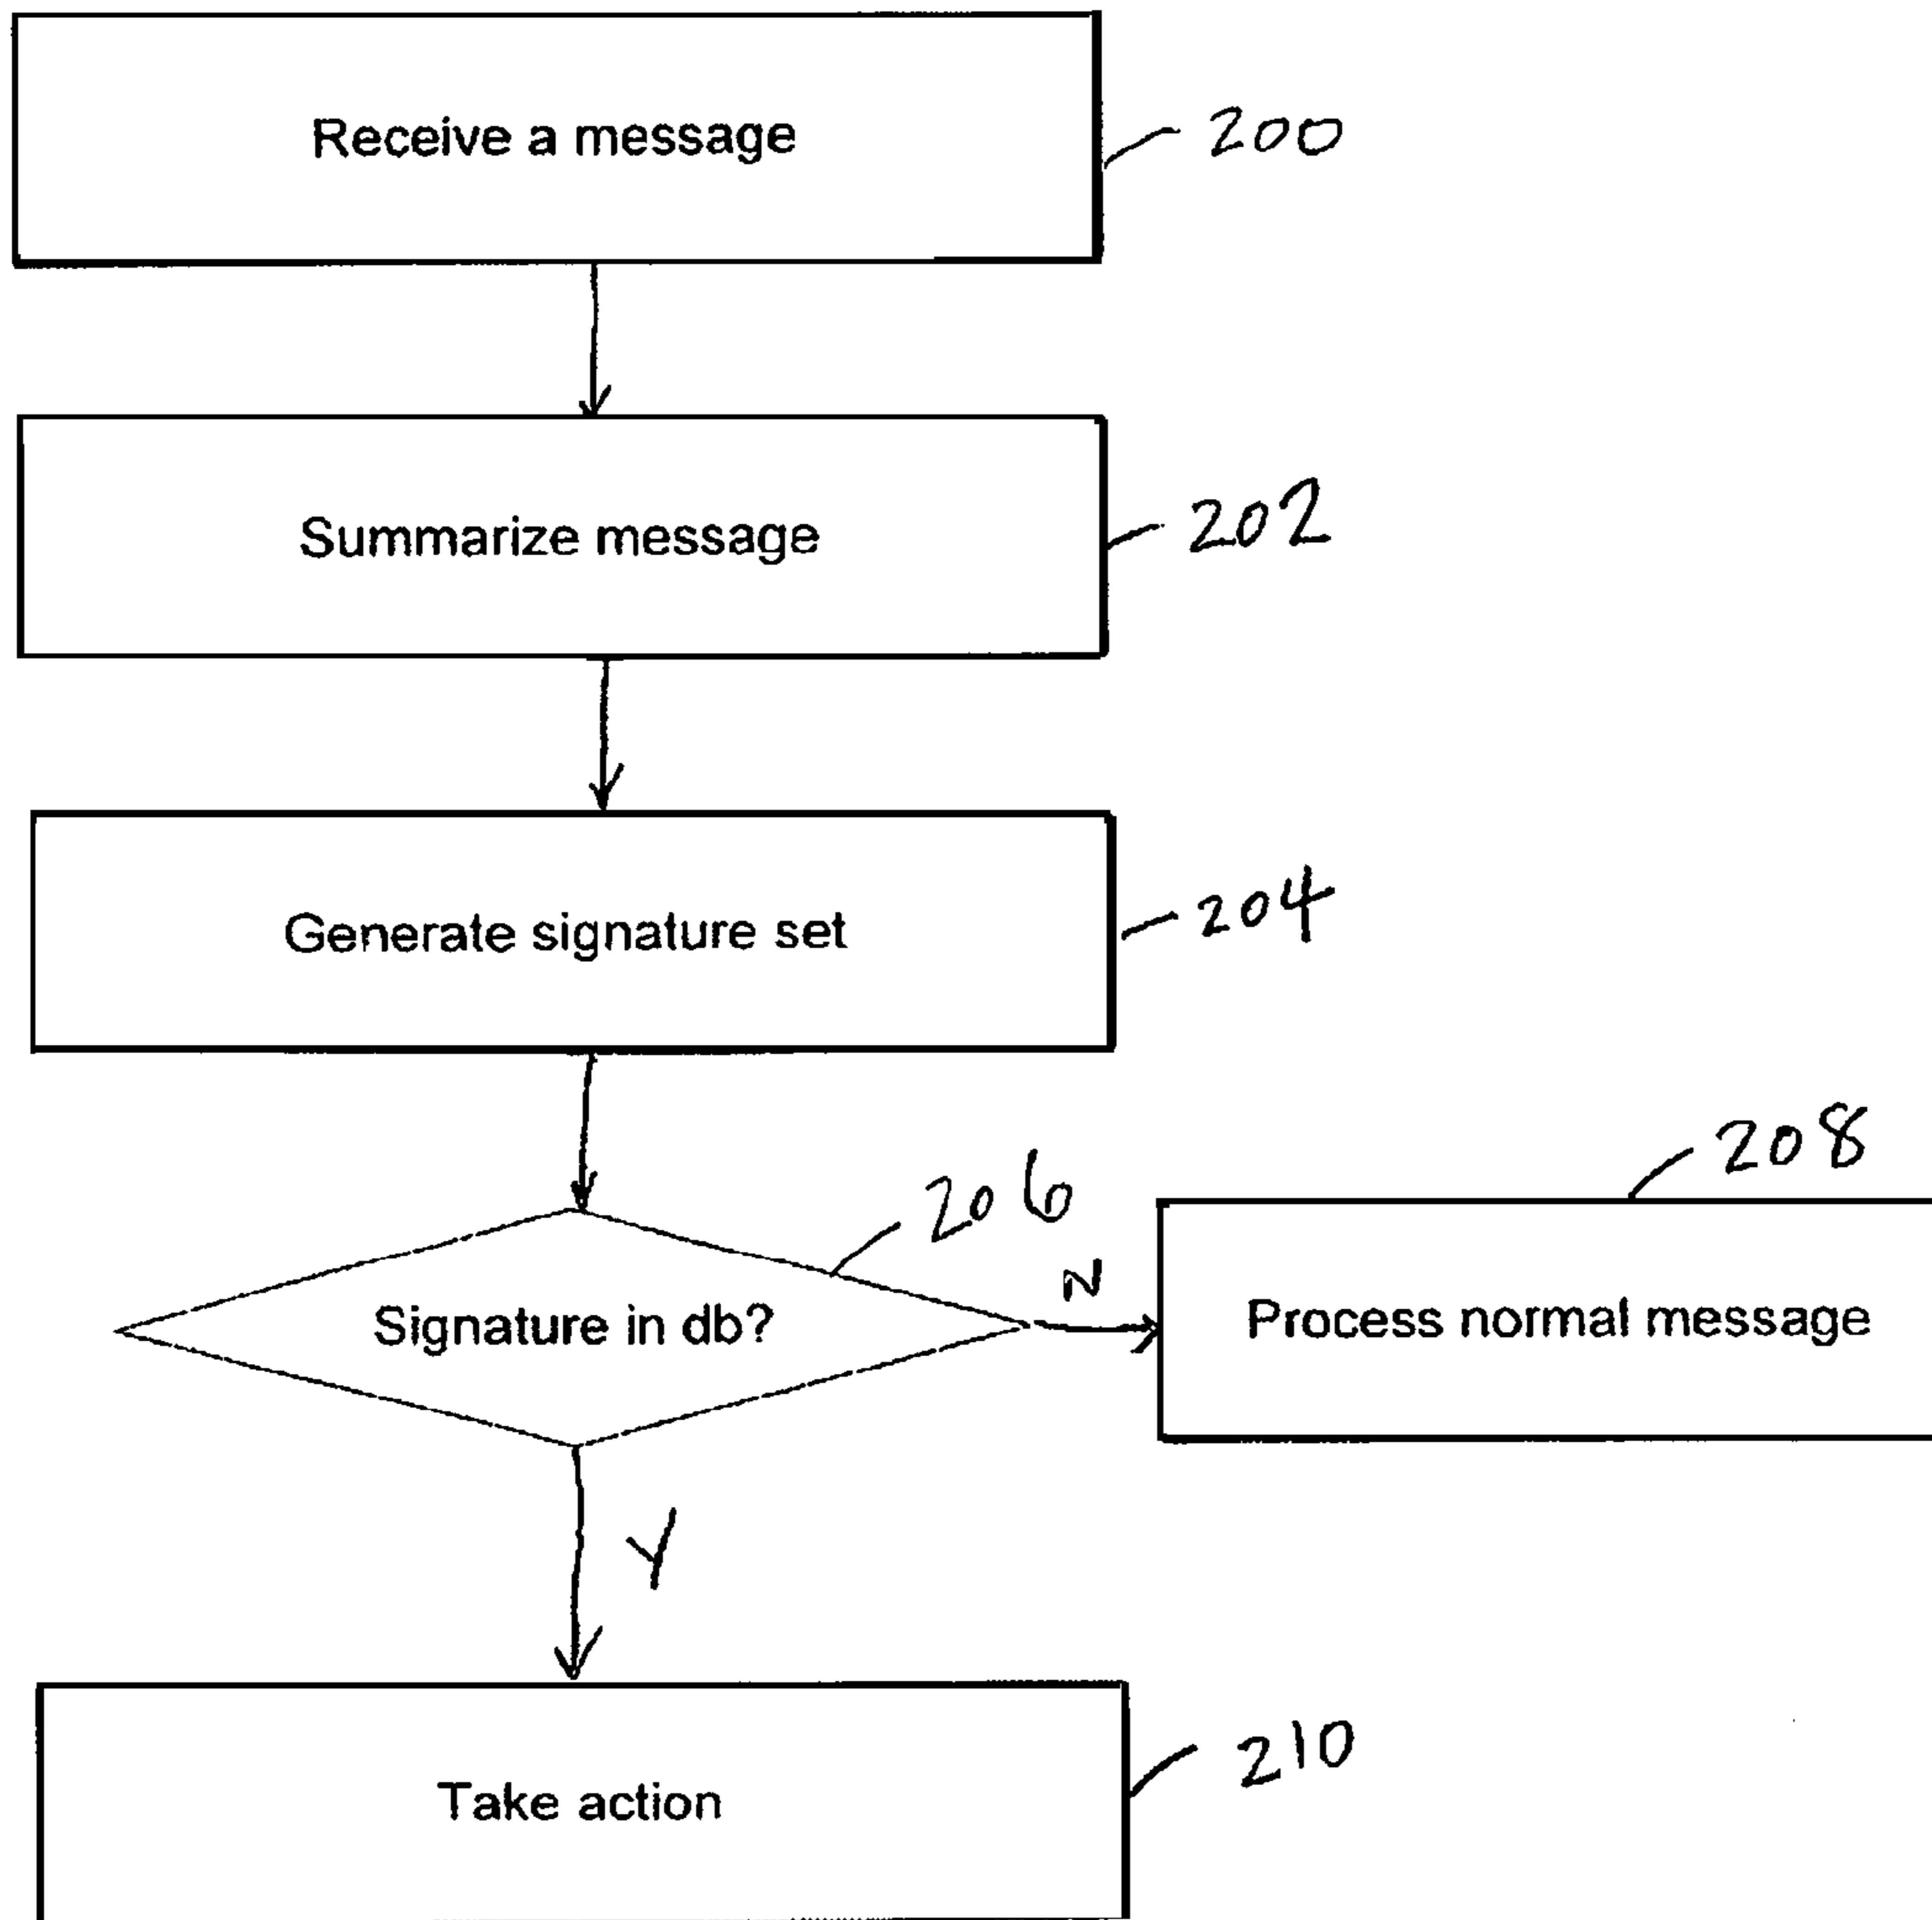 Receive a message
200
Summarize message
202
Generate signature set
204
206
208
N
Signature in db?
Process normal message
Y
Take action
210